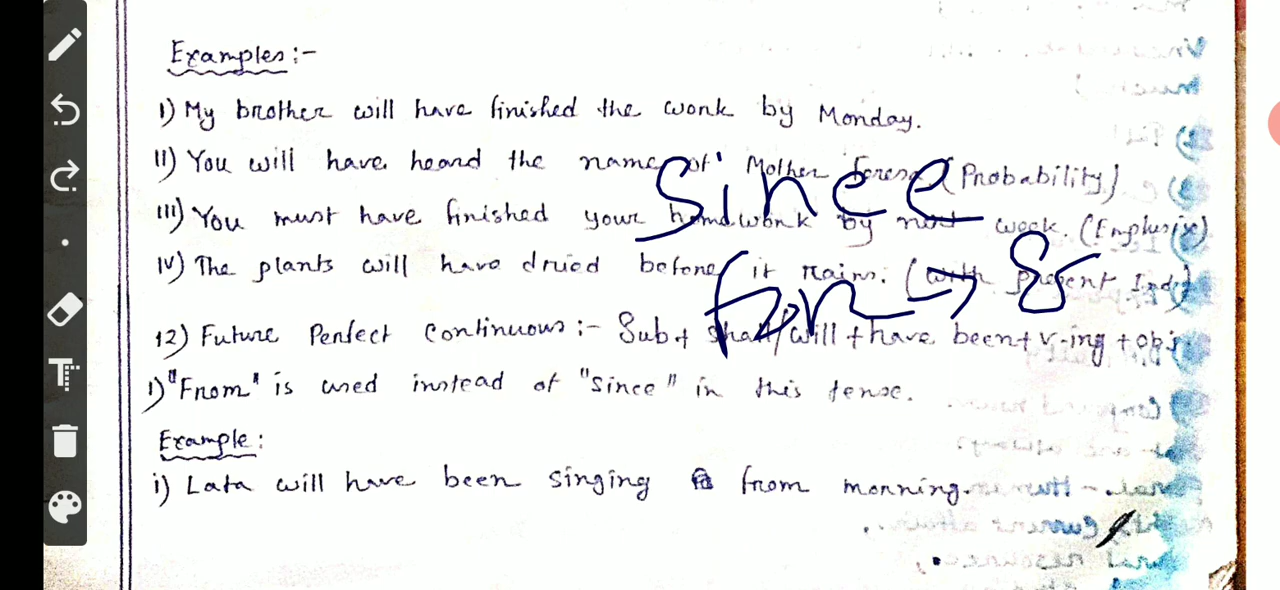 Examples:-
I) My brother will have finished the work by Monday.
II) You will have heard the name of Mother Teresa (Probability)
III) You must have finished your homework by next week. (Emphasix)
IV) The plants will have dried before it rains. (with Present Ind.)
Since
for → 8
12) Future Perfect Continuous:- Sub+ shall/will + have been + v-ing + obj.
I) "From" is used instead of "Since" in this tense.
Example:
i) Lata will have been singing from morning.